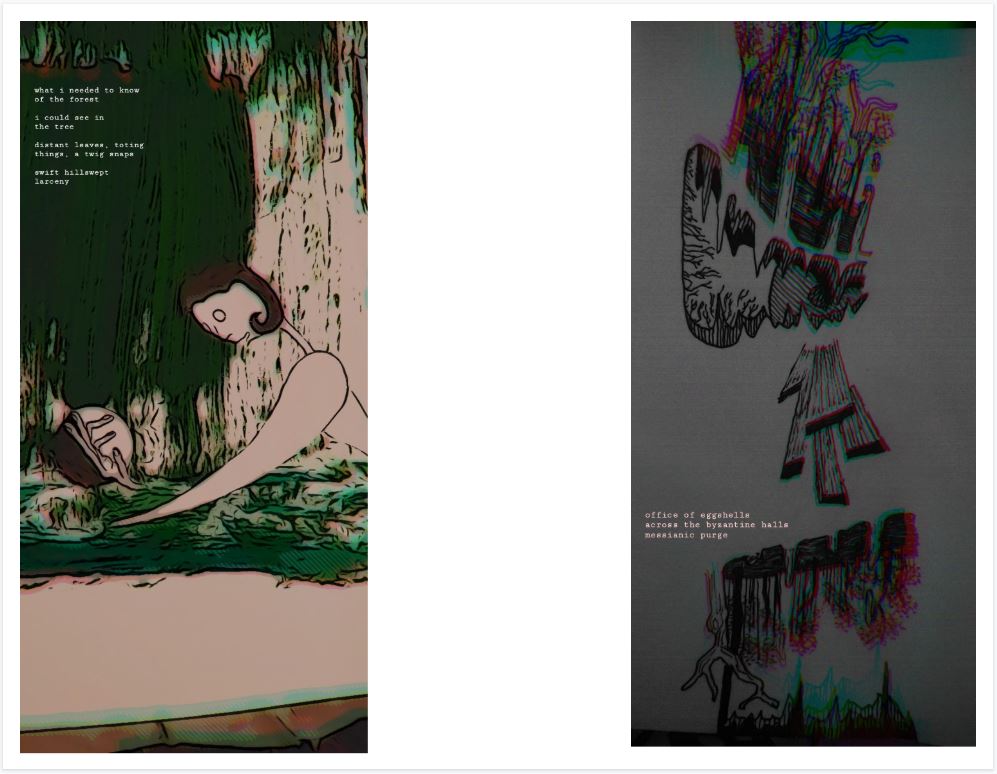 what i needed to know
of the forest
i could see in
the tree
distant leaves, toting
things, a twig snaps
swift hillswept
larceny
office of eggshells
across the byzantine halls
messianic purge